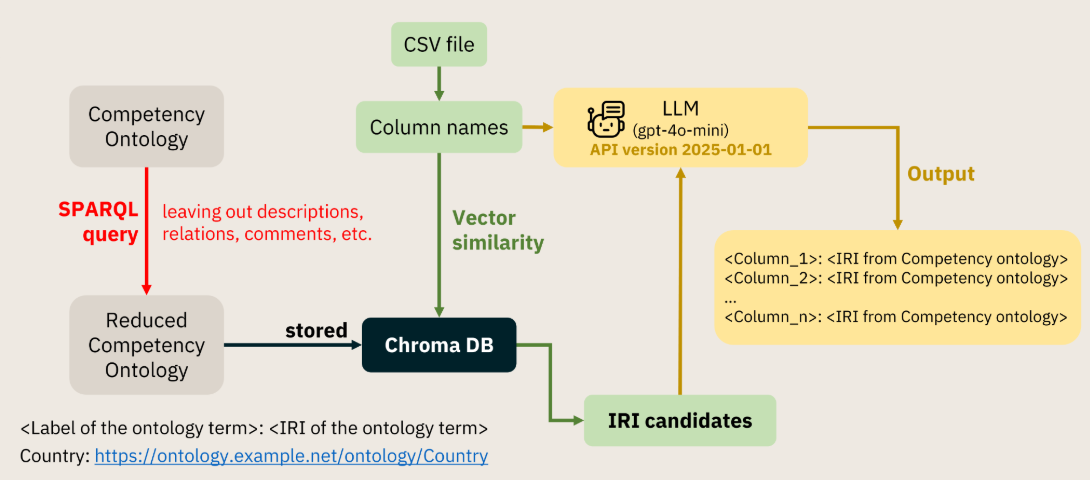 CSV file
Competency
Ontology
Column names
LLM
(gpt-4o-mini)
API version 2025-01-01
Output
SPARQL
query
leaving out descriptions,
relations, comments, etc.
Vector
similarity
<Column_1>: <IRI from Competency ontology>
<Column_2>: <IRI from Competency ontology>
...
<Column_n>: <IRI from Competency ontology>
Reduced
Competency
Ontology
stored
Chroma DB
IRI candidates
<Label of the ontology term>: <IRI of the ontology term>
Country: https://ontology.example.net/ontology/Country